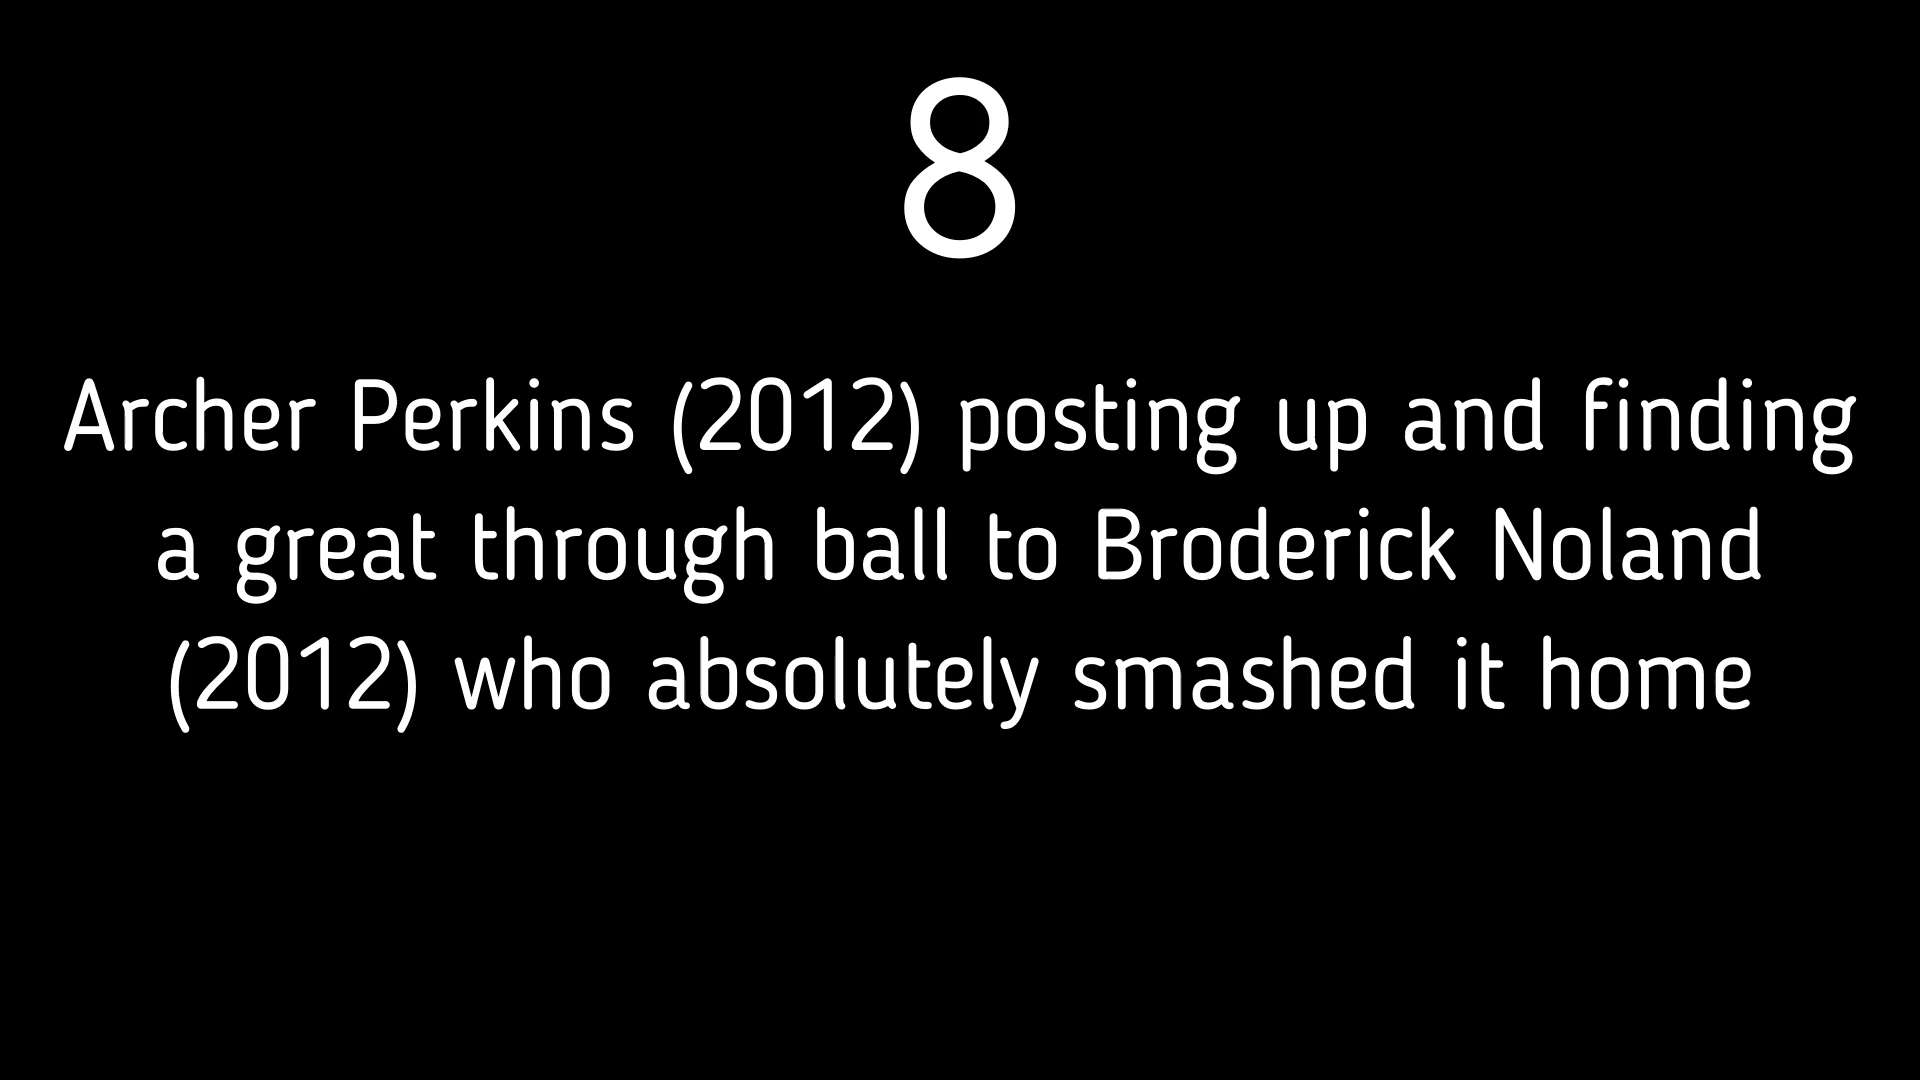 8
Archer Perkins (2012) posting up and finding
a great through ball to Broderick Noland
(2012) who absolutely smashed it home